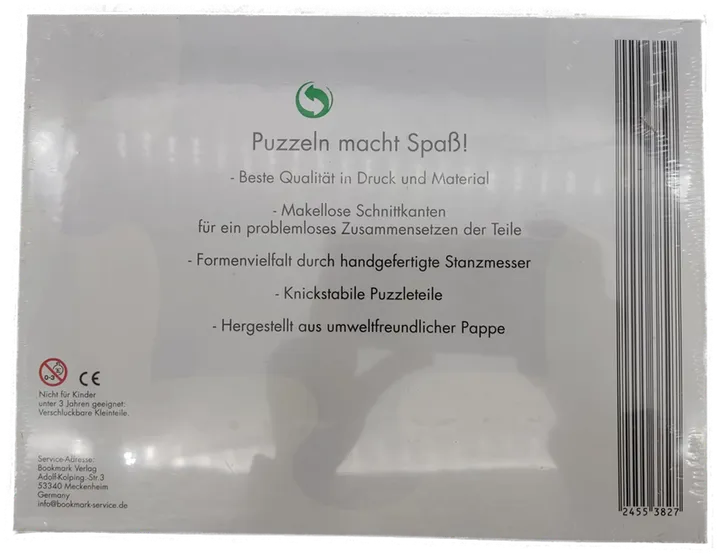 Puzzeln macht Spaß!
- Beste Qualität in Druck und Material
- Makellose Schnittkanten
für ein problemloses Zusammensetzen der Teile
- Formenvielfalt durch handgefertigte Stanzmesser
- Knickstabile Puzzleteile
- Hergestellt aus umweltfreundlicher Pappe
0-3
CE
Nicht für Kinder
unter 3 Jahren geeignet:
Verschluckbare Kleinteile.
Service-Adresse:
Bookmark Verlag
Adolf-Kolping-Str.3
53340 Meckenheim
Germany
info@bookmark-service.de
2455 3827